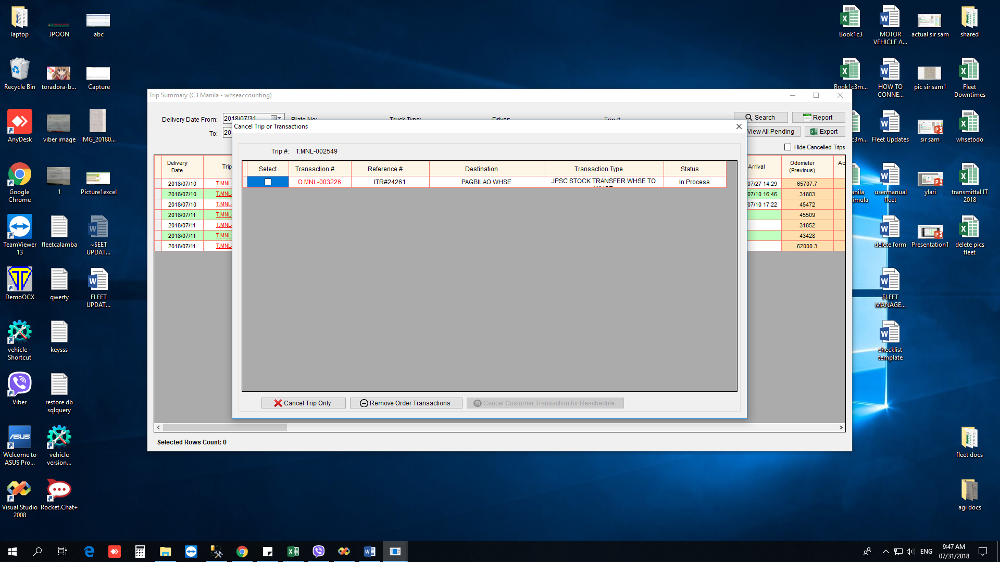 laptop
JPOON
abc
Recycle Bin
toradora-b...
Capture
AnyDesk
viber image
IMG_20180...
Google
Chrome
1
Picture1excel
TeamViewer
13
fleetcalamba
~$EET
UPDAT...
DemoOCX
qwerty
FLEET
UPDAT...
vehicle -
Shortcut
keysss
Viber
restore db
sqlquery
Welcome to
ASUS Pro...
vehicle
version...
Visual Studio
2008
Rocket.Chat+
Trip Summary (C3 Manila - whseaccounting)
Delivery Date From: 2018/07/31 Plate No: Truck Type: Driver: Trip #:
Search
Report
To: 20
View All Pending
Export
Hide Cancelled Trips
Cancel Trip or Transactions
Trip #: T.MNL-002549
Select Transaction # Reference # Destination Transaction Type Status
O.MNL-003226 ITR#24261 PAGBILAO WHSE JPSC STOCK TRANSFER WHSE TO WHSE In Process
Cancel Trip Only
Remove Order Transactions
Cancel Customer Transaction for Reschedule
Delivery
Date
Trip
Arrival
Odometer
(Previous)
Ac
2018/07/10 T.MNL- 07/27 14:29 65707.7
2018/07/10 T.MNL- 07/10 16:46 31803
2018/07/10 T.MNL- 07/10 17:22 45472
2018/07/11 T.MNL- 45509
2018/07/11 T.MNL- 31852
2018/07/11 T.MNL- 43428
2018/07/11 T.MNL- 62000.3
Selected Rows Count: 0
Book1c3
MOTOR
VEHICLE A...
actual sir sam
shared
Book1c3m...
HOW TO
CONNE...
pic sir sam1
Fleet
Downtimes
c3m...
Fleet Updates
sir sam
whsetodo
anila
imula
usermanual
fleet
ylari
transmittal IT
2018
delete form
Presentation1
delete pics
fleet
FLEET
MANAGE...
checklist
template
fleet docs
agi docs
ENG
9:47 AM
07/31/2018